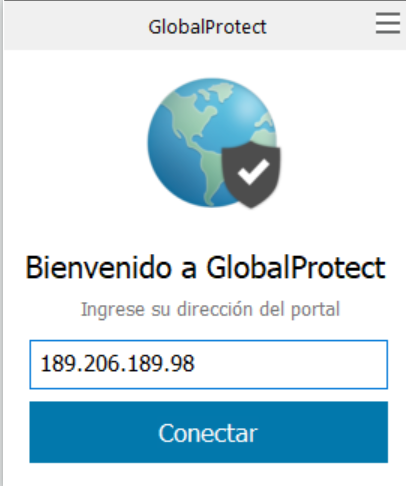 GlobalProtect
Bienvenido a GlobalProtect
Ingrese su dirección del portal
189.206.189.98
Conectar